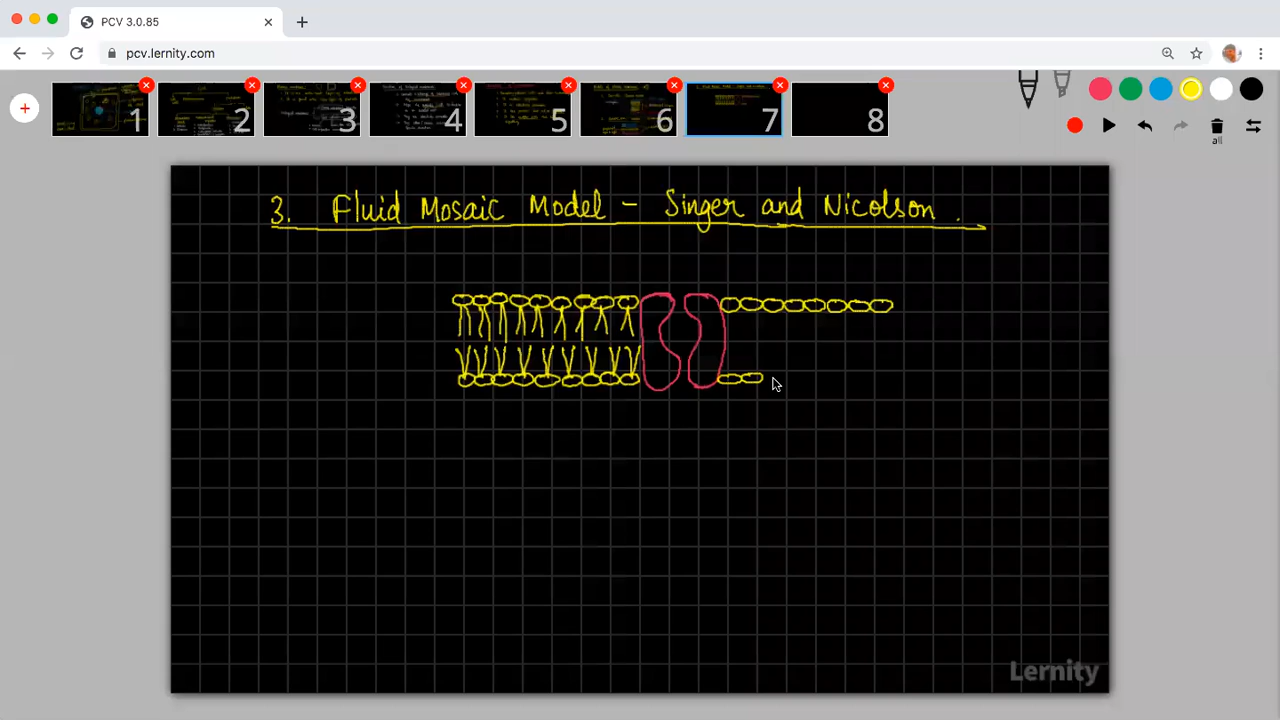 PCV 3.0.85
pcv.lernity.com
1
2
3
4
5
6
7
8
all
3. Fluid Mosaic Model - Singer and Nicolson.
Lernity